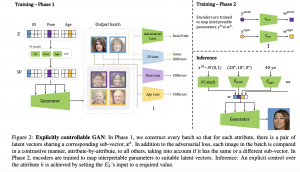 Training – Phase 1
Output batch
Training – Phase 2
Encoders are trained
to map interpretable
parameters
Adversarial
Loss
Real/Fake
ID Loss
Same/Different
Pose Loss
Same/Different
Age Loss
Same/Different
ID Pose Age
Z
W
Generator
Inference
Generator
Figure 2: Explicitly controllable GAN: In Phase 1, we construct every batch so that for each attribute, there is a pair of
latent vectors sharing a corresponding sub-vector, zᵏ. In addition to the adversarial loss, each image in the batch is compared
in a contrastive manner, attribute-by-attribute, to all others, taking into account if it has the same or a different sub-vector. In
Phase 2, encoders are trained to map interpretable parameters to suitable latent vectors. Inference: An explicit control over
the attribute k is achieved by setting the Eₖ's input to a required value.